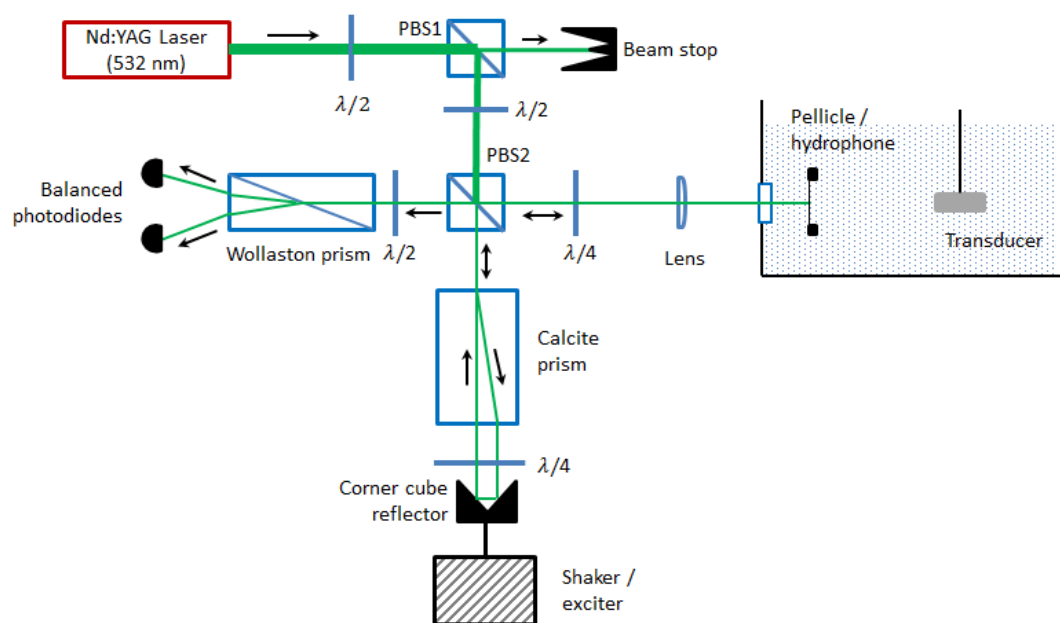 Nd:YAG Laser
(532 nm)
PBS1
Beam stop
λ/2
λ/2
Pellicle /
hydrophone
PBS2
Balanced
photodiodes
Wollaston prism
λ/2
λ/4
Lens
Transducer
Calcite
prism
λ/4
Corner cube
reflector
Shaker /
exciter